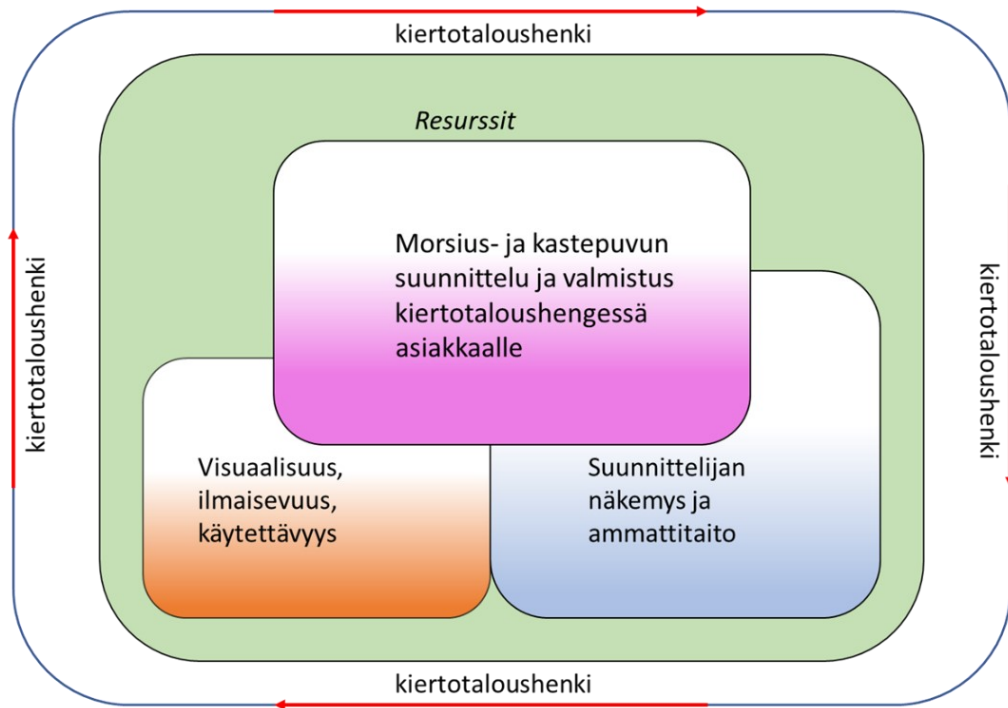 kiertotaloushenki
Resurssit
Morsius- ja kastepuvun
suunnittelu ja valmistus
kiertotaloushengessä
asiakkaalle
kiertotaloushenki
kiertotaloushenki
Visuaalisuus,
ilmaisevuus,
käytettävyys
Suunnittelijan
näkemys ja
ammattitaito
kiertotaloushenki